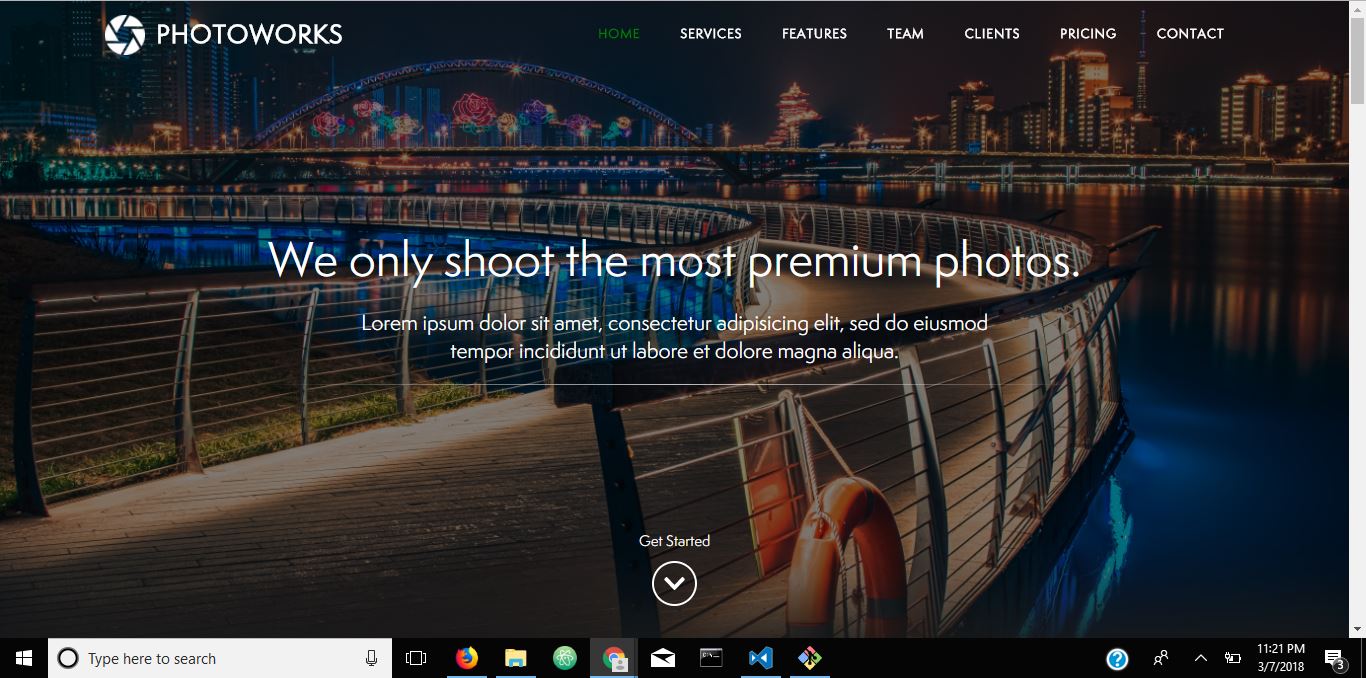 PHOTOWORKS
HOME SERVICES FEATURES TEAM CLIENTS PRICING CONTACT
We only shoot the most premium photos.
Lorem ipsum dolor sit amet, consectetur adipisicing elit, sed do eiusmod
tempor incididunt ut labore et dolore magna aliqua.
Get Started
Type here to search
11:21 PM
3/7/2018
3